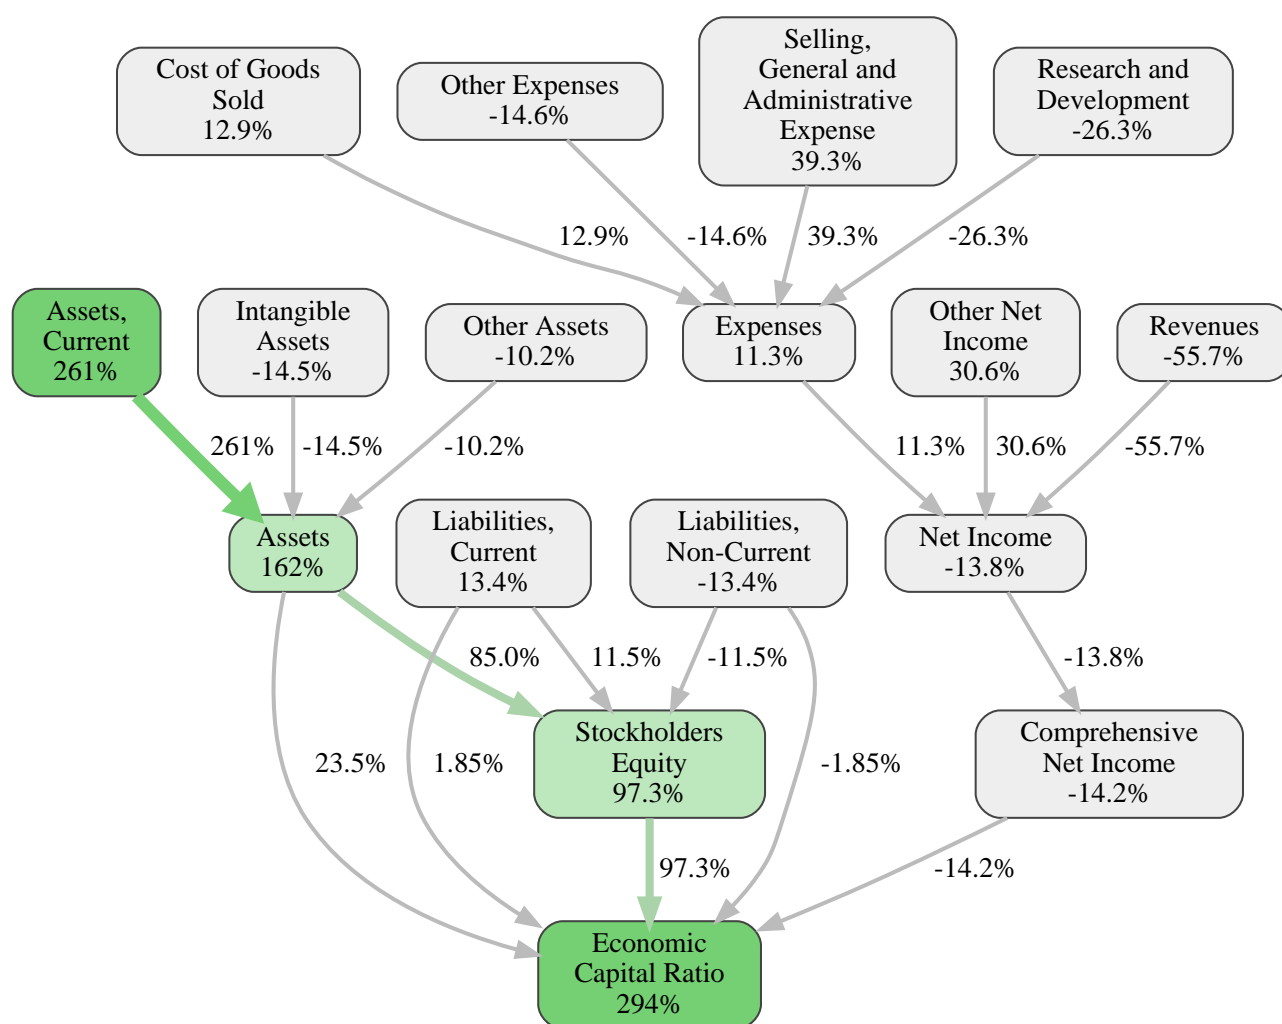 Cost of Goods
Sold
12.9%
Other Expenses
-14.6%
Selling,
General and
Administrative
Expense
39.3%
Research and
Development
-26.3%
12.9%
-14.6%
39.3%
-26.3%
Assets,
Current
261%
Intangible
Assets
-14.5%
Other Assets
-10.2%
Expenses
11.3%
Other Net
Income
30.6%
Revenues
-55.7%
261%
-14.5%
-10.2%
11.3%
30.6%
-55.7%
Assets
162%
Liabilities,
Current
13.4%
Liabilities,
Non-Current
-13.4%
Net Income
-13.8%
85.0%
11.5%
-11.5%
-13.8%
23.5%
1.85%
Stockholders
Equity
97.3%
-1.85%
Comprehensive
Net Income
-14.2%
97.3%
-14.2%
Economic
Capital Ratio
294%